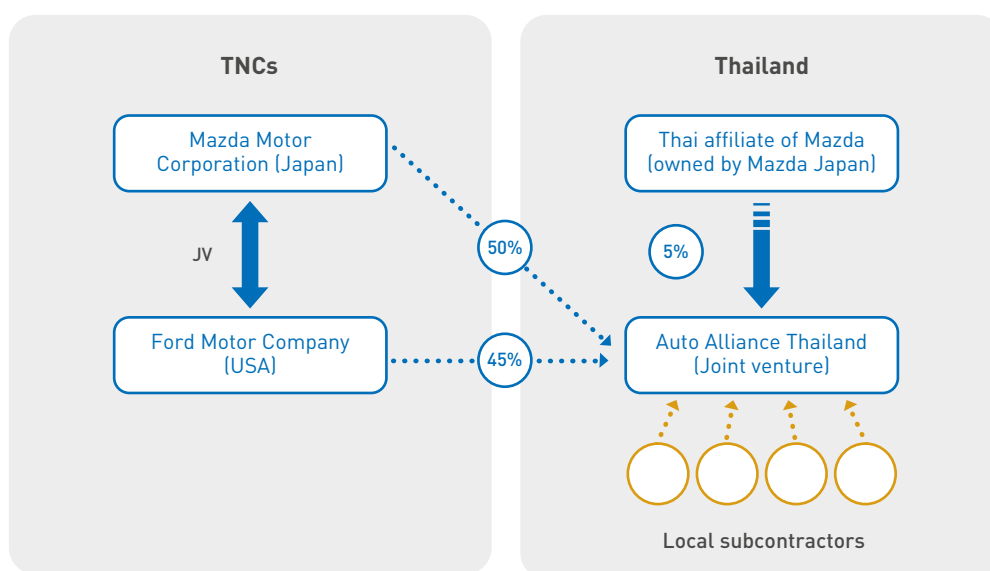 TNCs
Mazda Motor
Corporation (Japan)
JV
Ford Motor Company
(USA)
50%
45%
Thailand
Thai affiliate of Mazda
(owned by Mazda Japan)
5%
Auto Alliance Thailand
(Joint venture)
Local subcontractors